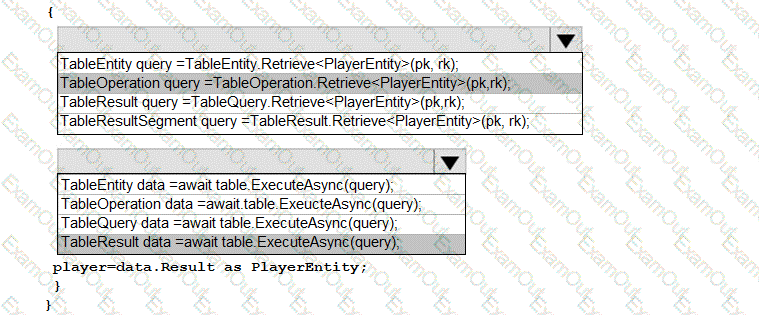 {
TableEntity query =TableEntity.Retrieve<PlayerEntity>(pk, rk);
TableOperation query =TableOperation.Retrieve<PlayerEntity>(pk,rk);
TableResult query =TableQuery.Retrieve<PlayerEntity>(pk,rk);
TableResultSegment query =TableResult.Retrieve<PlayerEntity>(pk, rk);
TableEntity data =await table.ExecuteAsync(query);
TableOperation data =await.table.ExeucteAsync(query);
TableQuery data =await table.ExecuteAsync(query);
TableResult data =await table.ExecuteAsync(query);
player=data.Result as PlayerEntity;
}
}